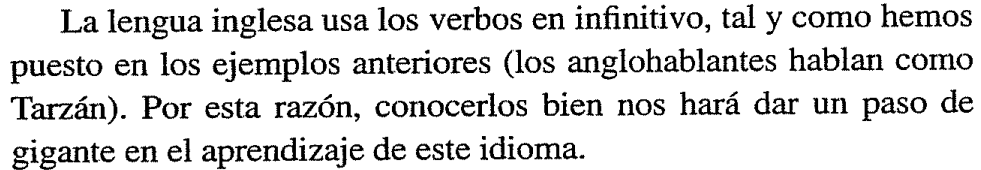 La lengua inglesa usa los verbos en infinitivo, tal y como hemos
puesto en los ejemplos anteriores (los anglohablantes hablan como
Tarzán). Por esta razón, conocerlos bien nos hará dar un paso de
gigante en el aprendizaje de este idioma.